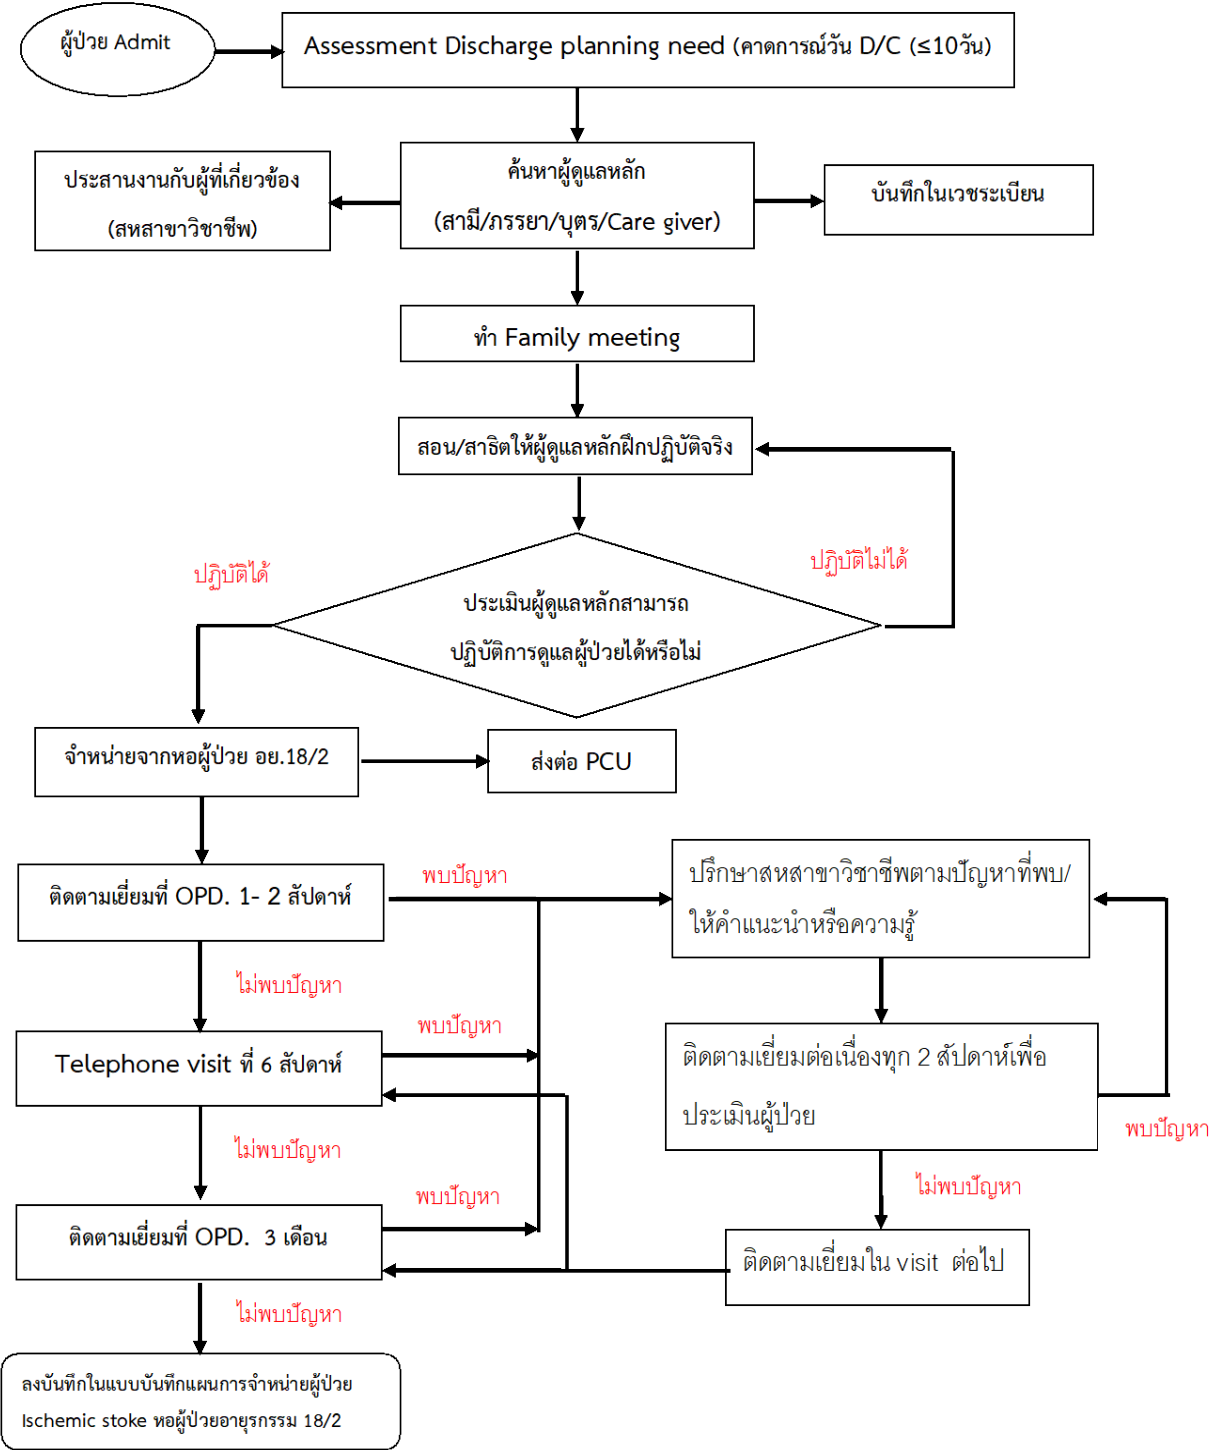 ผู้ป่วย Admit
Assessment Discharge planning need (คาดการณ์วัน D/C (≤10วัน)
ประสานงานกับผู้ที่เกี่ยวข้อง
(สหสาขาวิชาชีพ)
ค้นหาผู้ดูแลหลัก
(สามี/ภรรยา/บุตร/Care giver)
บันทึกในเวชระเบียน
ทำ Family meeting
สอน/สาธิตให้ผู้ดูแลหลักฝึกปฏิบัติจริง
ปฏิบัติได้
ปฏิบัติไม่ได้
ประเมินผู้ดูแลหลักสามารถ
ปฏิบัติการดูแลผู้ป่วยได้หรือไม่
จำหน่ายจากหอผู้ป่วย อย.18/2
ส่งต่อ PCU
ติดตามเยี่ยมที่ OPD. 1- 2 สัปดาห์
พบปัญหา
ปรึกษาสหสาขาวิชาชีพตามปัญหาที่พบ/
ให้คำแนะนำหรือความรู้
ไม่พบปัญหา
พบปัญหา
Telephone visit ที่ 6 สัปดาห์
ติดตามเยี่ยมต่อเนื่องทุก 2 สัปดาห์เพื่อ
ประเมินผู้ป่วย
พบปัญหา
ไม่พบปัญหา
พบปัญหา
ไม่พบปัญหา
ติดตามเยี่ยมที่ OPD. 3 เดือน
ติดตามเยี่ยมใน visit ต่อไป
ไม่พบปัญหา
ลงบันทึกในแบบบันทึกแผนการจำหน่ายผู้ป่วย
Ischemic stoke หอผู้ป่วยอายุรกรรม 18/2